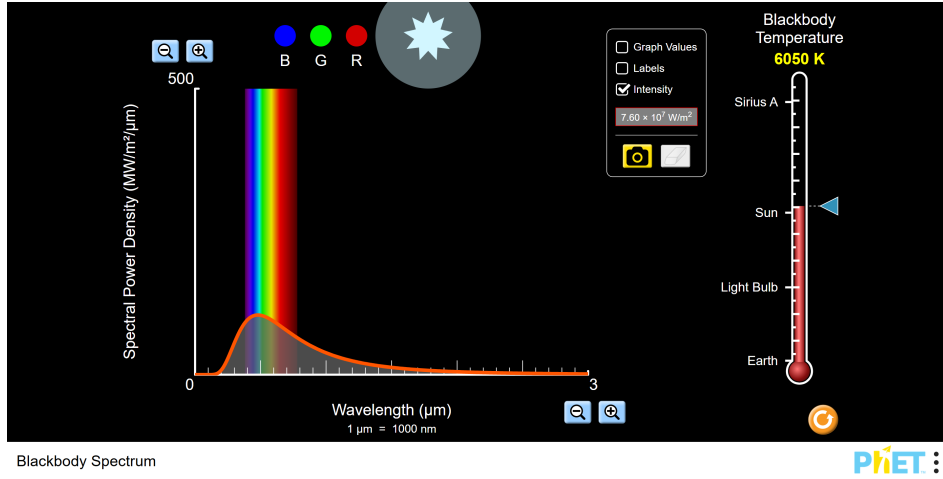 Blackbody
Temperature
6050 K
B G R
Graph Values
Labels
Intensity
7.60 × 10⁷ W/m²
500
Spectral Power Density (MW/m²/μm)
Sirius A
Sun
Light Bulb
Earth
0
3
Wavelength (μm)
1 μm = 1000 nm
Blackbody Spectrum
PhET